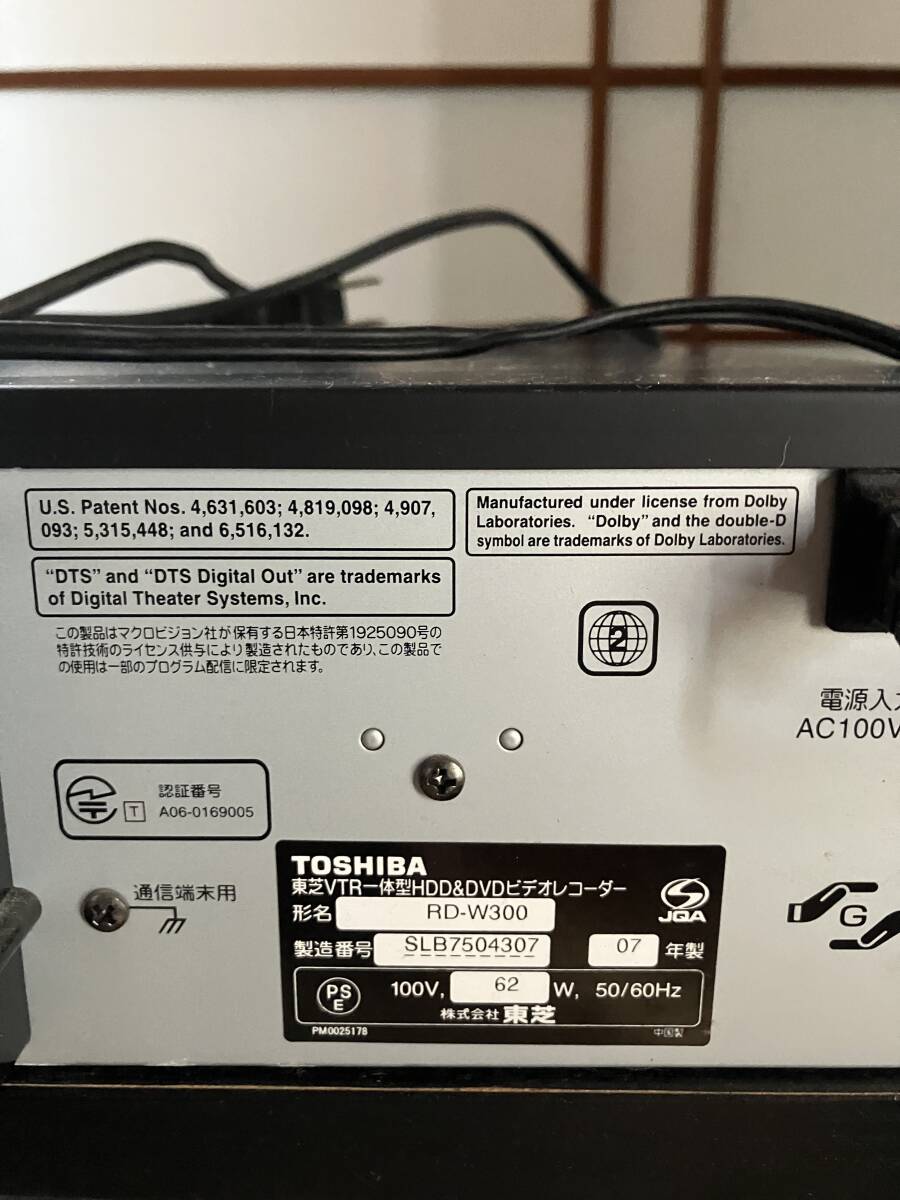 U.S. Patent Nos. 4,631,603; 4,819,098; 4,907,
093; 5,315,448; and 6,516,132.
Manufactured under license from Dolby
Laboratories. “Dolby” and the double-D
symbol are trademarks of Dolby Laboratories.
“DTS” and “DTS Digital Out” are trademarks
of Digital Theater Systems, Inc.
この製品はマクロビジョン社が保有する日本特許第1925090号の
特許技術のライセンス供与により製造されたものであり、この製品で
の使用は一部のプログラム配信に限定されます。
2
電源入力
AC100V
認証番号
T A06-0169005
通信端末用
TOSHIBA
東芝VTR一体型HDD&DVDビデオレコーダー
形名 RD-W300
JQA
製造番号 SLB7504307 07 年製
PS
E
100V, 62 W, 50/60Hz
株式会社 東芝
PM0025178
中国製
G